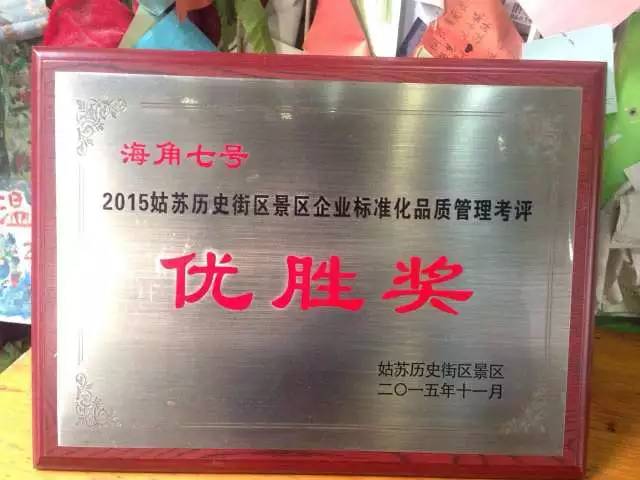 海角七号
2015姑苏历史街区景区企业标准化品质管理考评
优胜奖
姑苏历史街区景区
二〇一五年十一月